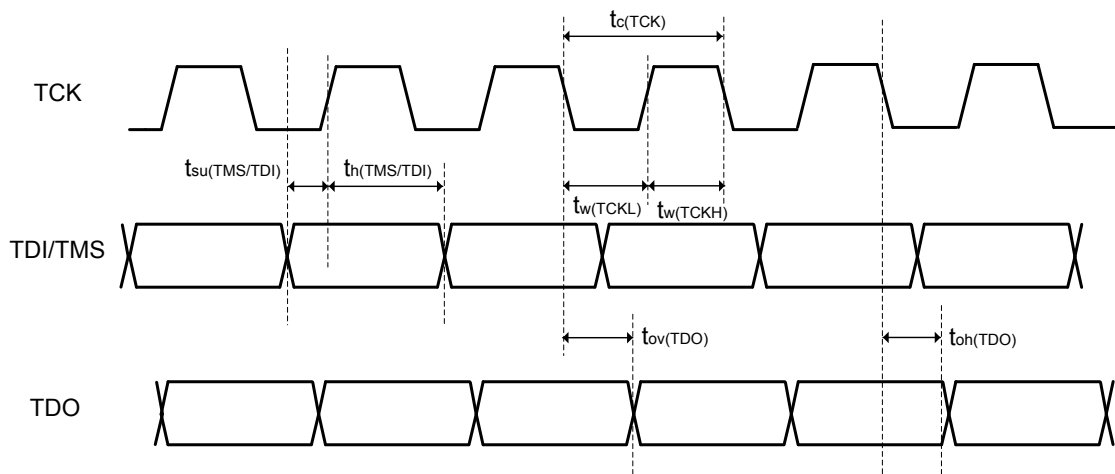 tc(TCK)
TCK
tsu(TMS/TDI)
th(TMS/TDI)
tw(TCKL)
tw(TCKH)
TDI/TMS
tov(TDO)
toh(TDO)
TDO